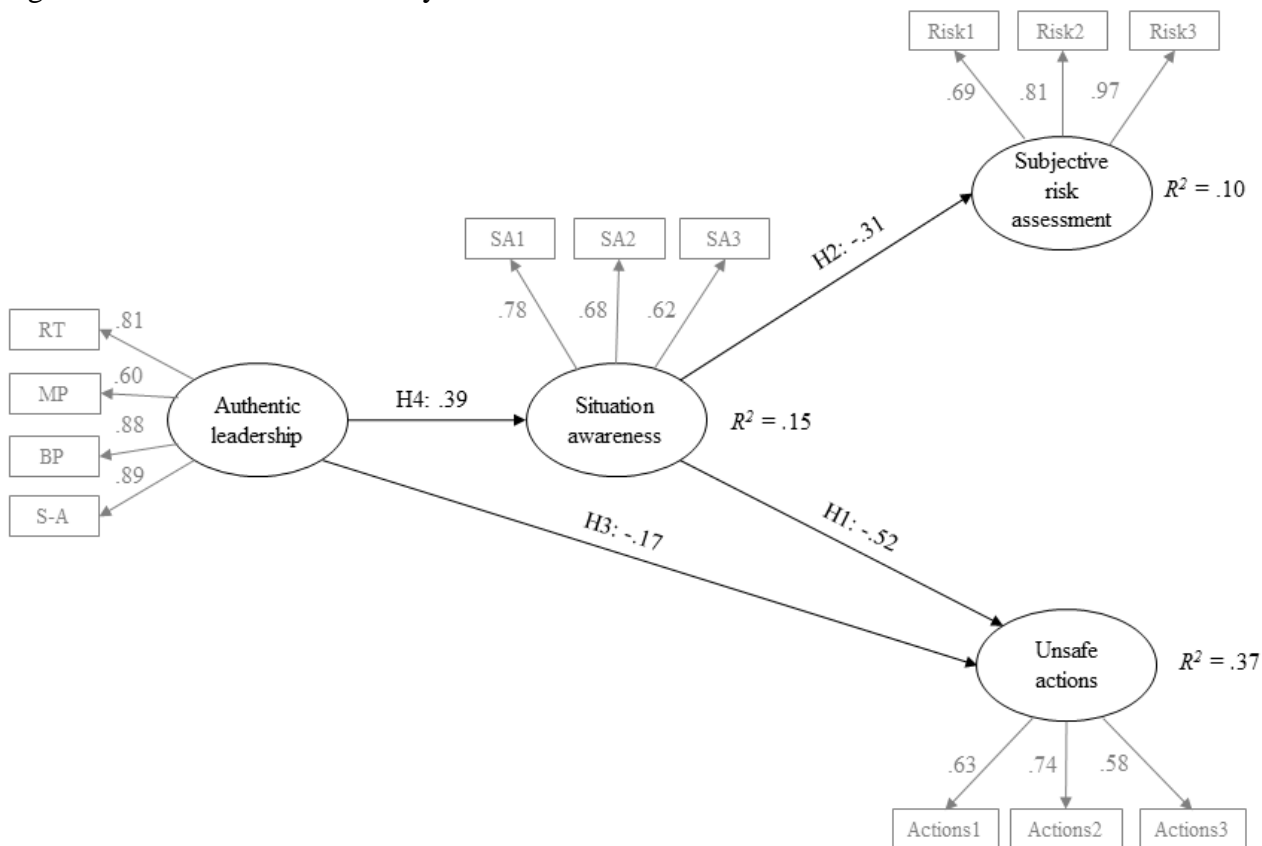 Risk1
Risk2
Risk3
.69
.81
.97
Subjective
risk
assessment
R² = .10
H2: -.31
SA1
SA2
SA3
.78
.68
.62
RT
.81
MP
.60
BP
.88
S-A
.89
Authentic
leadership
H4: .39
Situation
awareness
R² = .15
H3: -.17
H1: -.52
Unsafe
actions
R² = .37
.63
.74
.58
Actions1
Actions2
Actions3